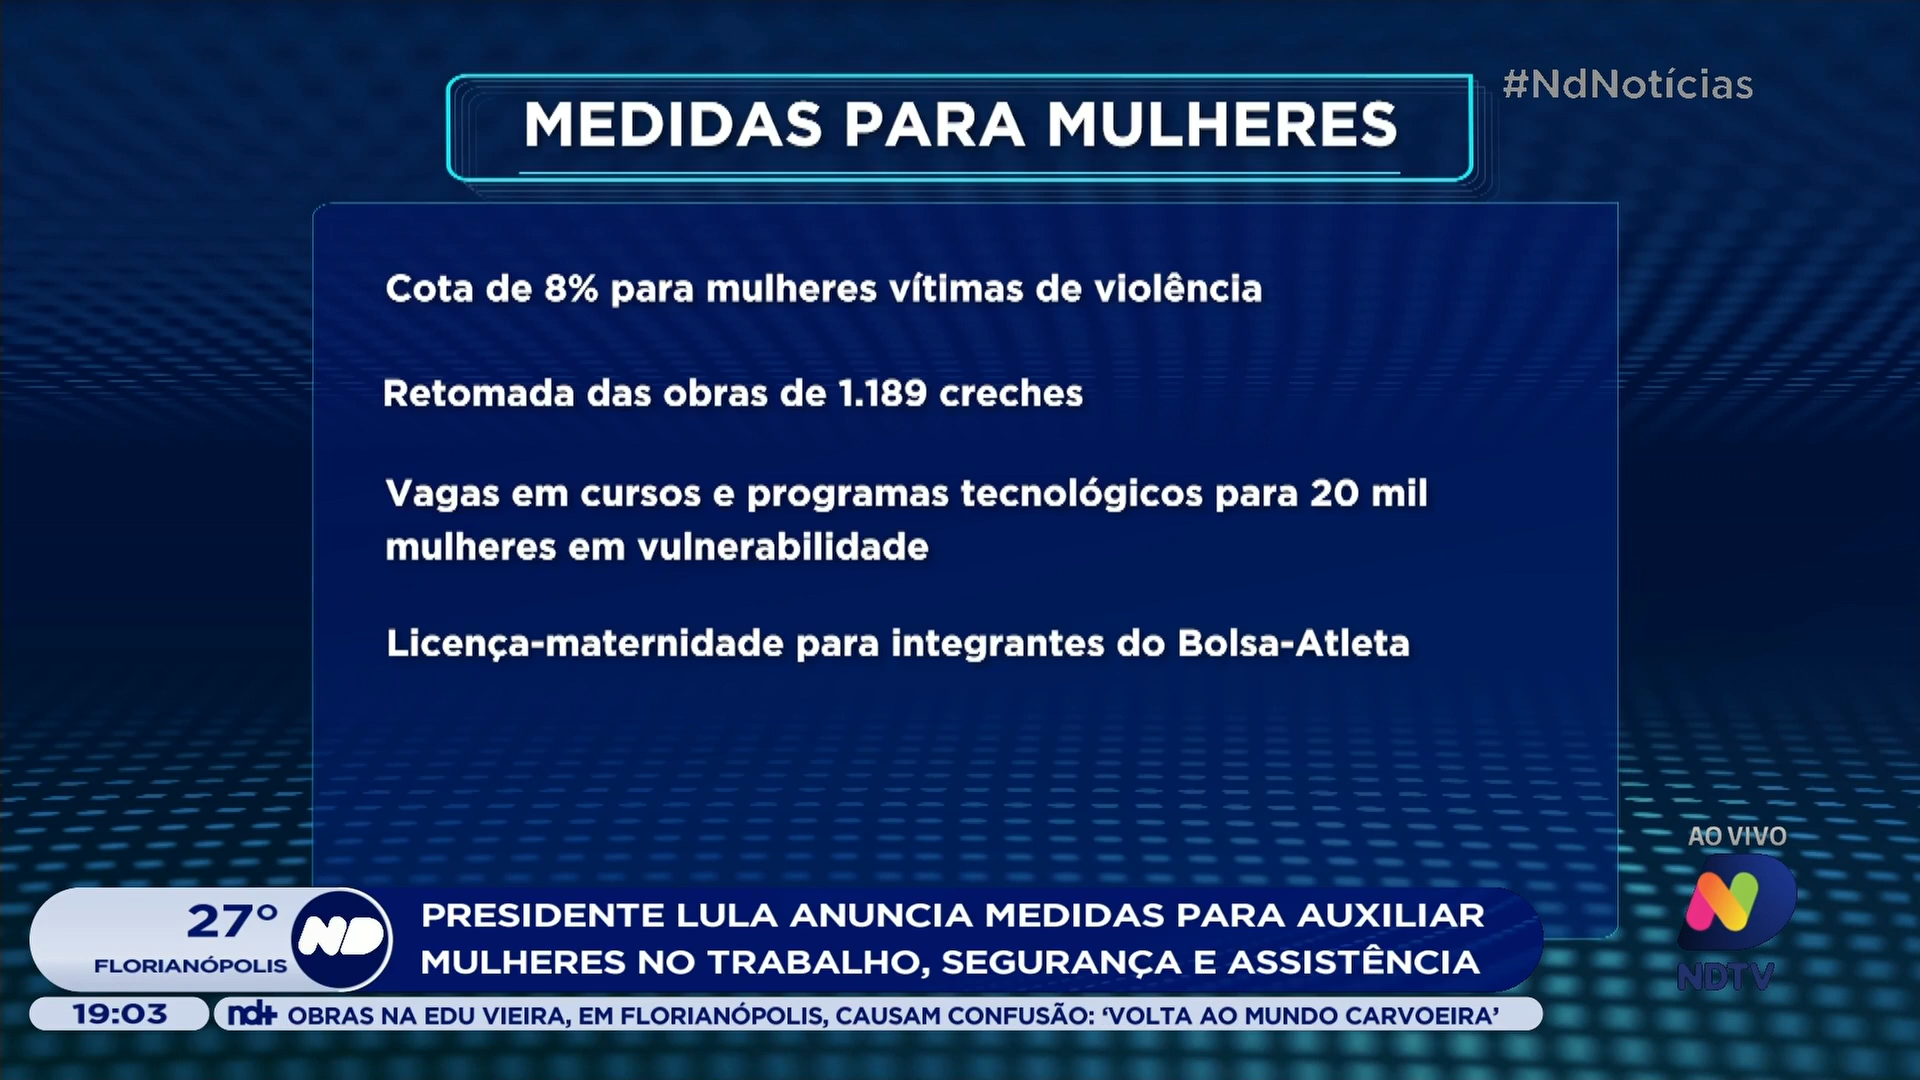 MEDIDAS PARA MULHERES
#NdNotícias
Cota de 8% para mulheres vítimas de violência
Retomada das obras de 1.189 creches
Vagas em cursos e programas tecnológicos para 20 mil
mulheres em vulnerabilidade
Licença-maternidade para integrantes do Bolsa-Atleta
AO VIVO
NDTV
27°
FLORIANÓPOLIS
ND
PRESIDENTE LULA ANUNCIA MEDIDAS PARA AUXILIAR
MULHERES NO TRABALHO, SEGURANÇA E ASSISTÊNCIA
19:03
nd+ OBRAS NA EDU VIEIRA, EM FLORIANÓPOLIS, CAUSAM CONFUSÃO: ‘VOLTA AO MUNDO CARVOEIRA’